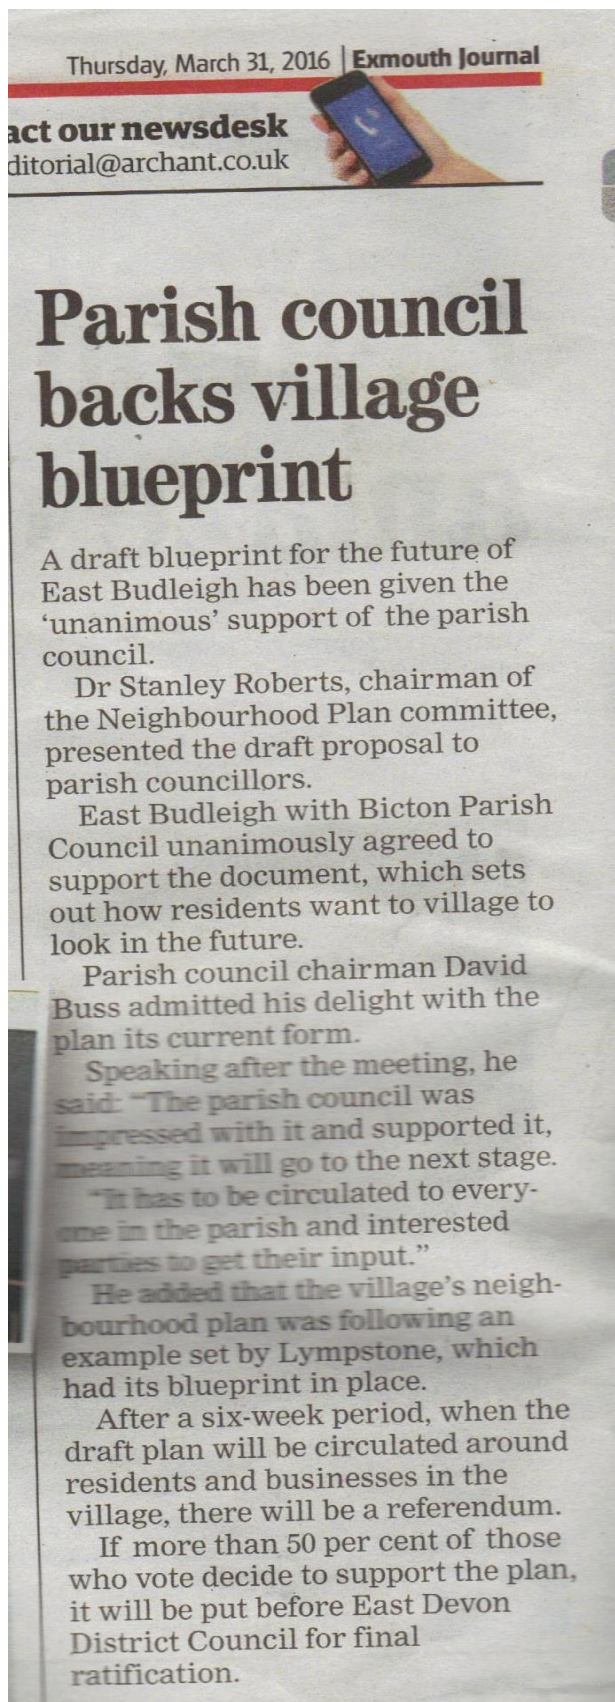 Thursday, March 31, 2016 | Exmouth Journal
act our newsdesk
ditorial@archant.co.uk
Parish council
backs village
blueprint
A draft blueprint for the future of
East Budleigh has been given the
‘unanimous’ support of the parish
council.
Dr Stanley Roberts, chairman of
the Neighbourhood Plan committee,
presented the draft proposal to
parish councillors.
East Budleigh with Bicton Parish
Council unanimously agreed to
support the document, which sets
out how residents want to village to
look in the future.
Parish council chairman David
Buss admitted his delight with the
plan its current form.
Speaking after the meeting, he
said: “The parish council was
impressed with it and supported it,
meaning it will go to the next stage.
“It has to be circulated to every-
one in the parish and interested
parties to get their input.”
He added that the village’s neigh-
bourhood plan was following an
example set by Lympstone, which
had its blueprint in place.
After a six-week period, when the
draft plan will be circulated around
residents and businesses in the
village, there will be a referendum.
If more than 50 per cent of those
who vote decide to support the plan,
it will be put before East Devon
District Council for final
ratification.